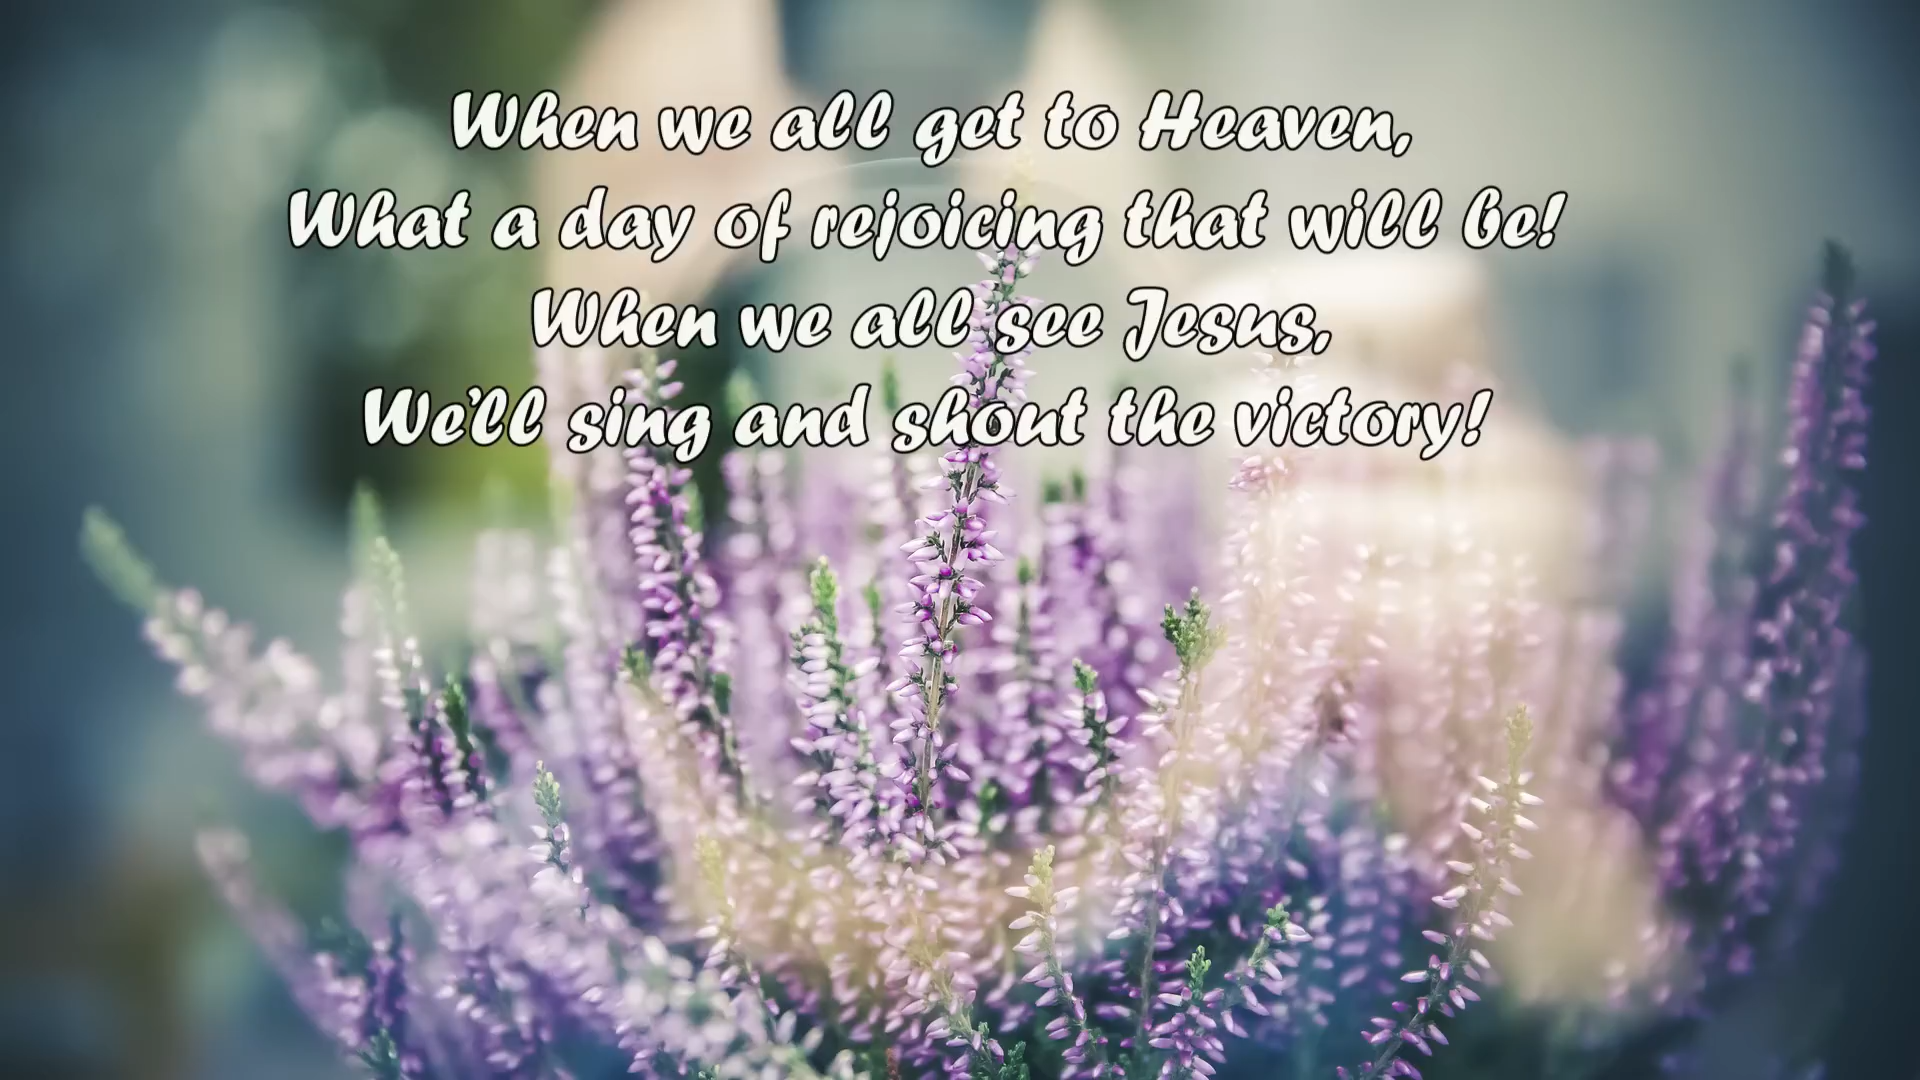 When we all get to Heaven,
What a day of rejoicing that will be!
When we all see Jesus,
We'll sing and shout the victory!